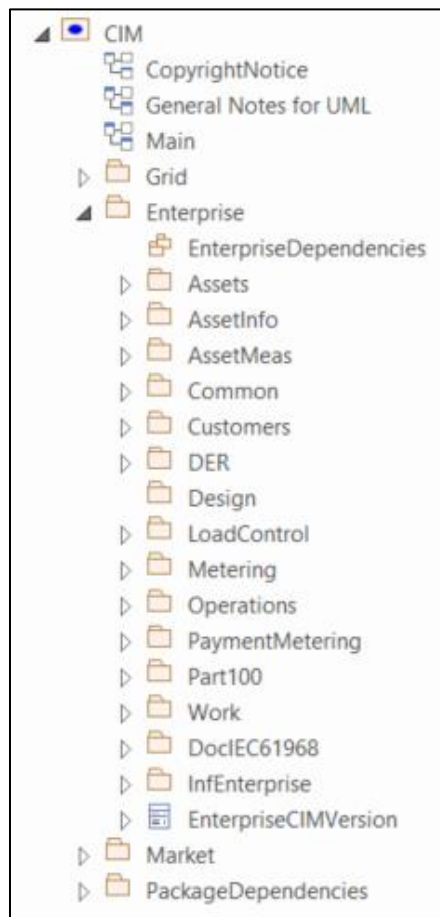 CIM
CopyrightNotice
General Notes for UML
Main
Grid
Enterprise
EnterpriseDependencies
Assets
AssetInfo
AssetMeas
Common
Customers
DER
Design
LoadControl
Metering
Operations
PaymentMetering
Part100
Work
DocIEC61968
InfEnterprise
EnterpriseCIMVersion
Market
PackageDependencies